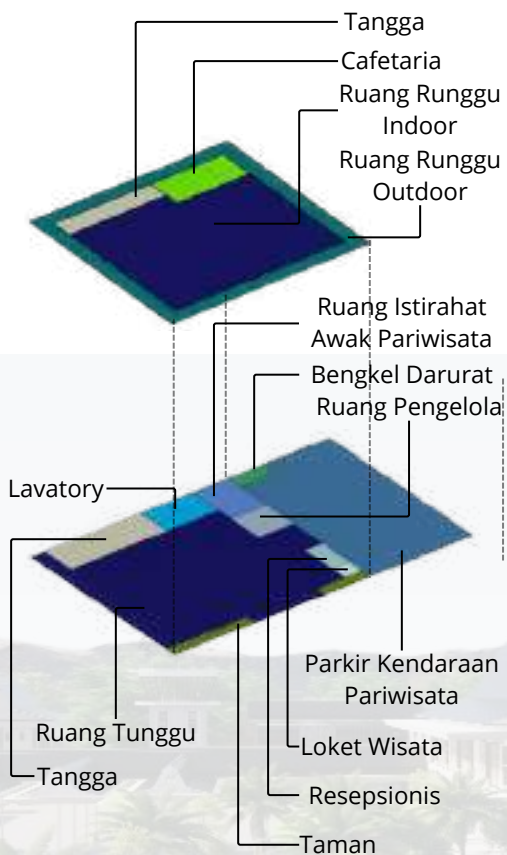 Tangga
Cafetaria
Ruang Runggu
Indoor
Ruang Runggu
Outdoor
Ruang Istirahat
Awak Pariwisata
Bengkel Darurat
Ruang Pengelola
Lavatory
Parkir Kendaraan
Pariwisata
Ruang Tunggu
Loket Wisata
Tangga
Resepsionis
Taman